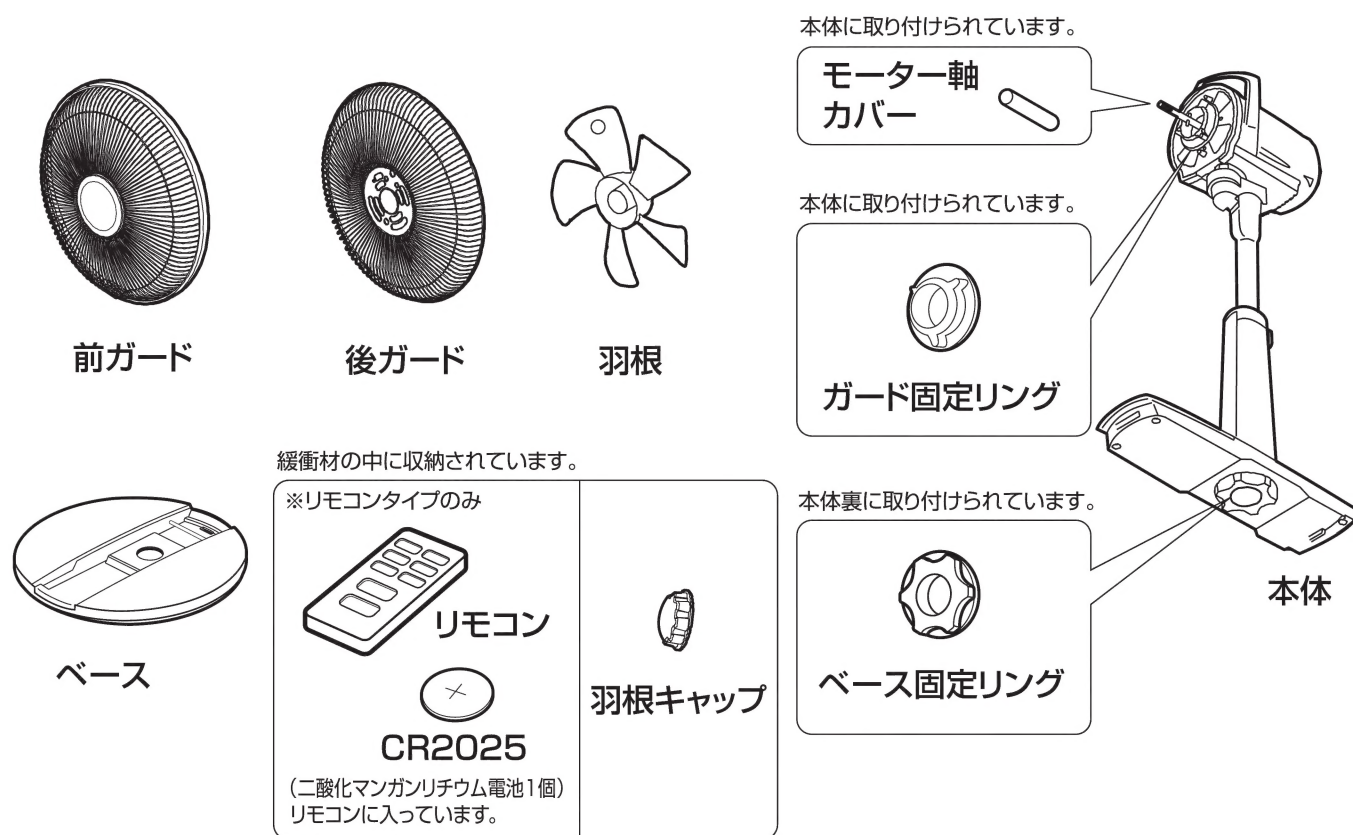 前ガード
後ガード
羽根
本体に取り付けられています。
モーター軸
カバー
本体に取り付けられています。
ガード固定リング
ベース
緩衝材の中に収納されています。
※リモコンタイプのみ
リモコン
CR2025
（二酸化マンガンリチウム電池1個）
リモコンに入っています。
羽根キャップ
本体裏に取り付けられています。
ベース固定リング
本体